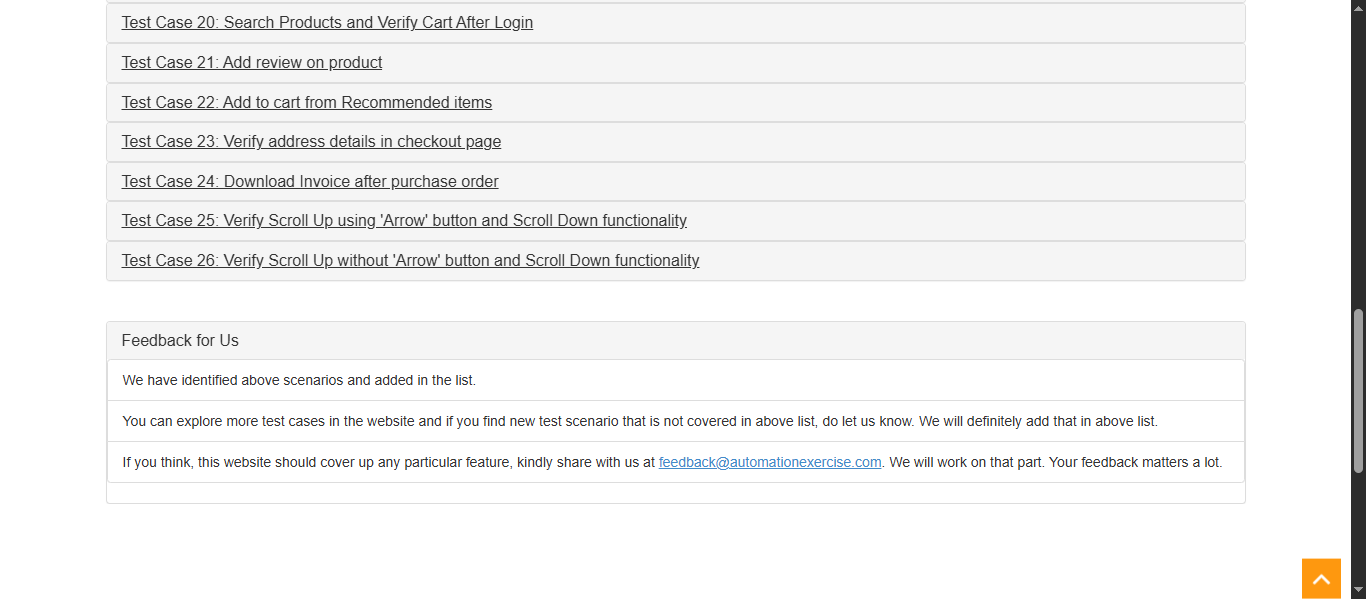 Test Case 20: Search Products and Verify Cart After Login
Test Case 21: Add review on product
Test Case 22: Add to cart from Recommended items
Test Case 23: Verify address details in checkout page
Test Case 24: Download Invoice after purchase order
Test Case 25: Verify Scroll Up using 'Arrow' button and Scroll Down functionality
Test Case 26: Verify Scroll Up without 'Arrow' button and Scroll Down functionality
Feedback for Us
We have identified above scenarios and added in the list.
You can explore more test cases in the website and if you find new test scenario that is not covered in above list, do let us know. We will definitely add that in above list.
If you think, this website should cover up any particular feature, kindly share with us at feedback@automationexercise.com. We will work on that part. Your feedback matters a lot.